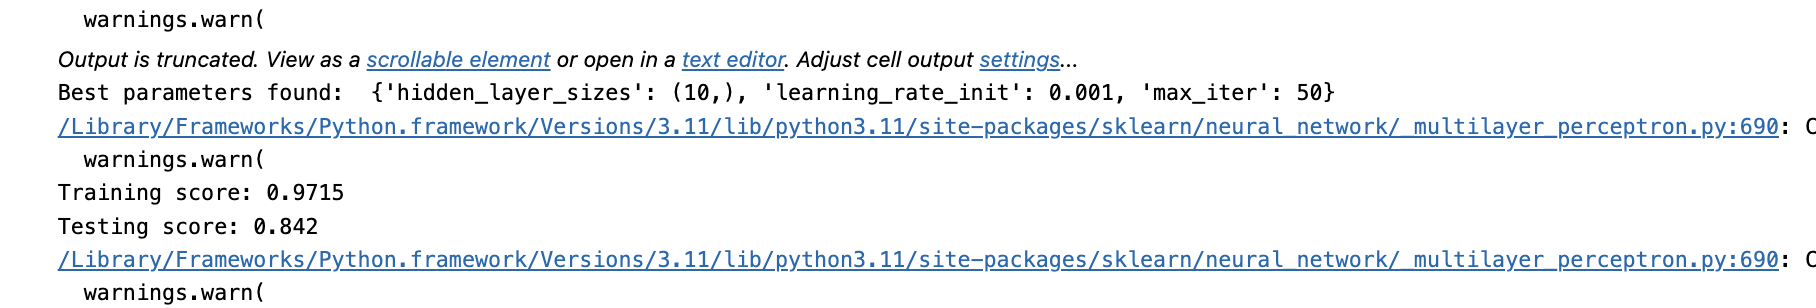 warnings.warn(
Output is truncated. View as a scrollable element or open in a text editor. Adjust cell output settings...
Best parameters found:  {'hidden_layer_sizes': (10,), 'learning_rate_init': 0.001, 'max_iter': 50}
/Library/Frameworks/Python.framework/Versions/3.11/lib/python3.11/site-packages/sklearn/neural_network/_multilayer_perceptron.py:690: C
warnings.warn(
Training score: 0.9715
Testing score: 0.842
/Library/Frameworks/Python.framework/Versions/3.11/lib/python3.11/site-packages/sklearn/neural_network/_multilayer_perceptron.py:690: C
warnings.warn(